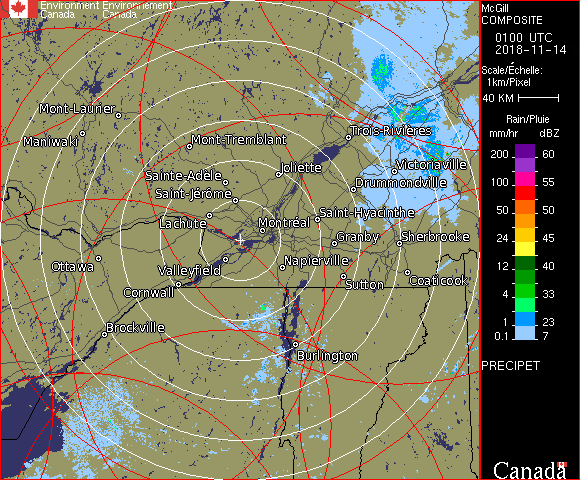 Environment Environnement
Canada Canada
McGill
COMPOSITE
0100 UTC
2018-11-14
Scale/Échelle:
1km/Pixel
40 KM
Rain/Pluie
mm/hr dBZ
200 60
100 55
50 50
24 45
12 40
4 33
1 23
0.1 7
PRECIPET
Mont-Laurier
Maniwaki
Mont-Tremblant
Trois-Rivières
Sainte-Adèle
Joliette
Victoriaville
Drummondville
Saint-Jérôme
Lachute
Montréal
Saint-Hyacinthe
Granby
Sherbrooke
Ottawa
Valleyfield
Napierville
Cornwall
Sutton
Coaticook
Brockville
Burlington
Canada